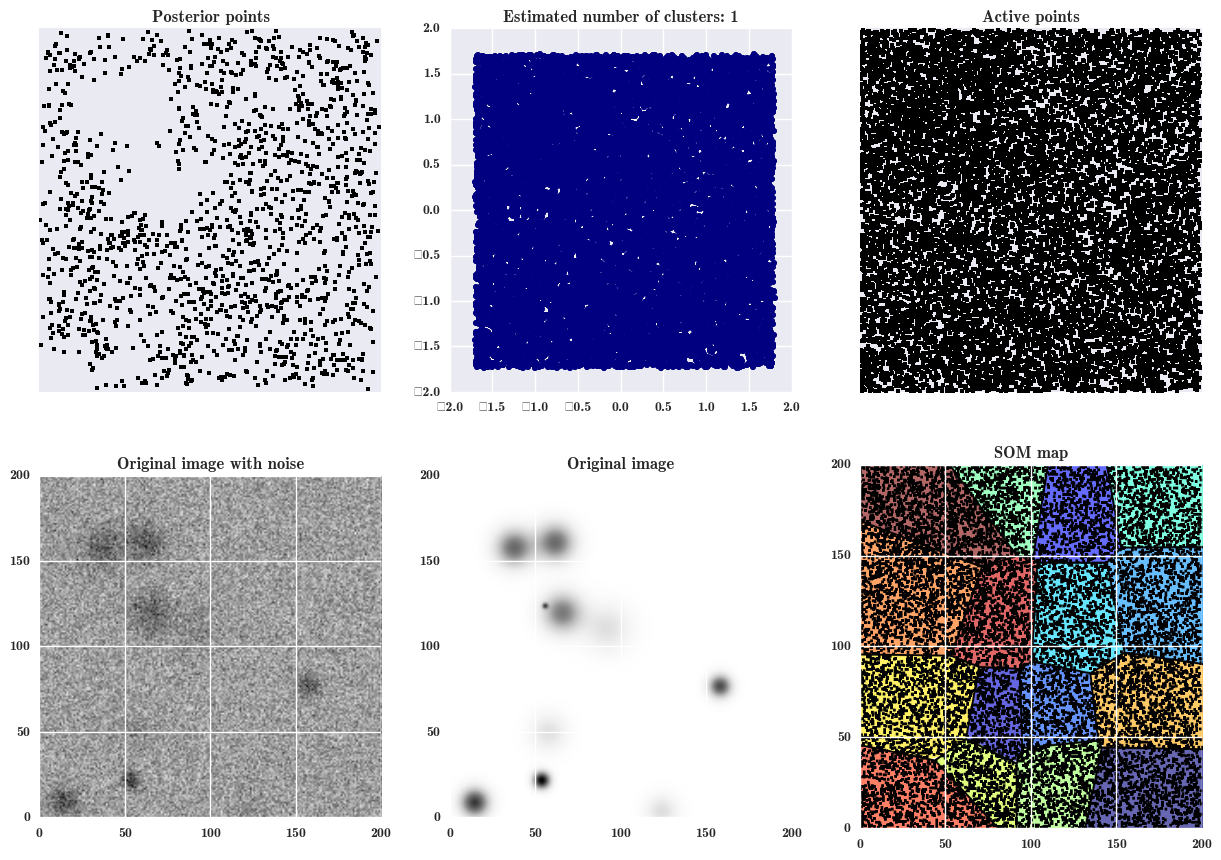 Posterior points
Estimated number of clusters: 1
Active points
2.0
1.5
1.0
0.5
0.0
□0.5
□1.0
□1.5
□2.0
□2.0 □1.5 □1.0 □0.5 0.0 0.5 1.0 1.5 2.0
Original image with noise
Original image
SOM map
200
150
100
50
0
0 50 100 150 200
200
150
100
50
0
0 50 100 150 200
200
150
100
50
0
0 50 100 150 200